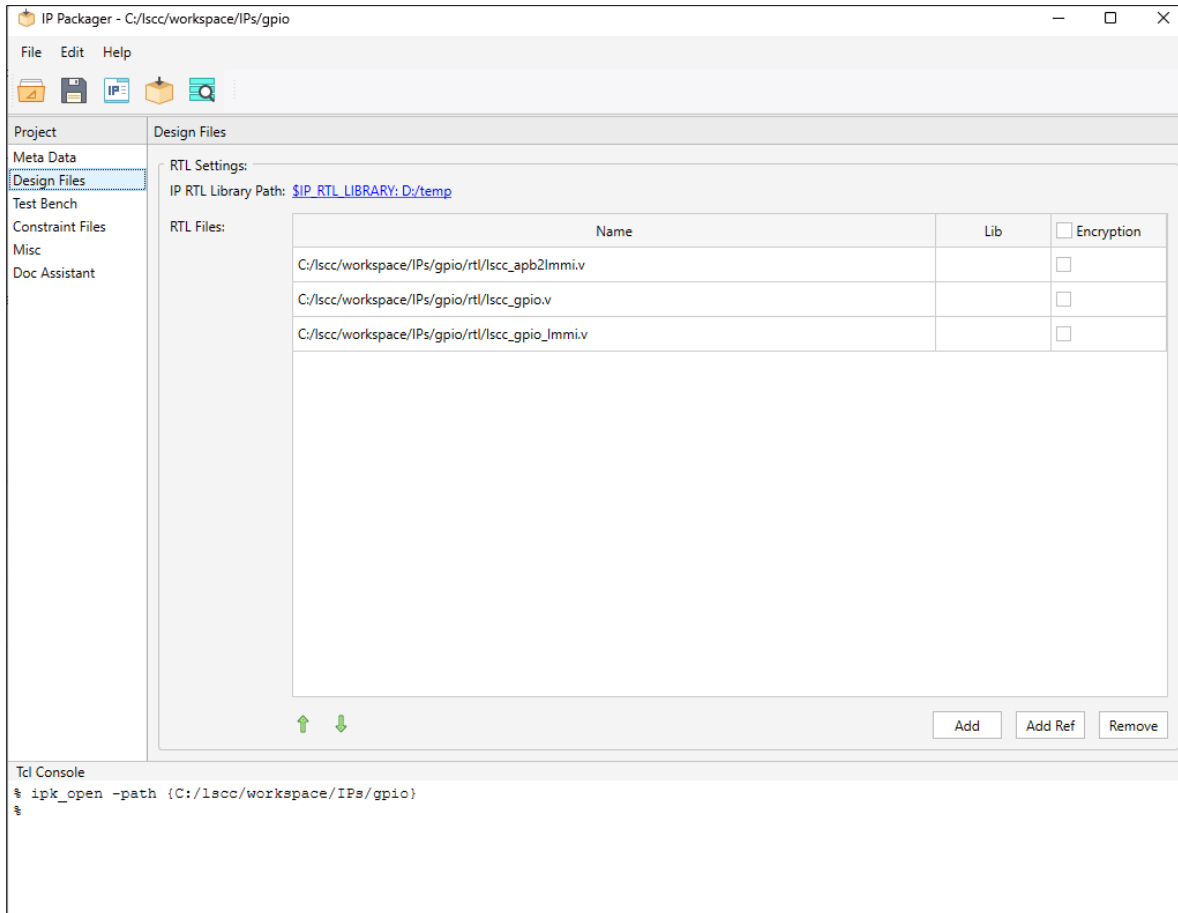 IP Packager - C:/lscc/workspace/IPs/gpio
File Edit Help
IP
Project
Design Files
Meta Data
Design Files
Test Bench
Constraint Files
Misc
Doc Assistant
RTL Settings:
IP RTL Library Path: $IP_RTL_LIBRARY: D:/temp
RTL Files:
Name Lib Encryption
C:/lscc/workspace/IPs/gpio/rtl/lscc_apb2lmmi.v
C:/lscc/workspace/IPs/gpio/rtl/lscc_gpio.v
C:/lscc/workspace/IPs/gpio/rtl/lscc_gpio_lmmi.v
Add Add Ref Remove
Tcl Console
% ipk_open -path {C:/lscc/workspace/IPs/gpio}
%